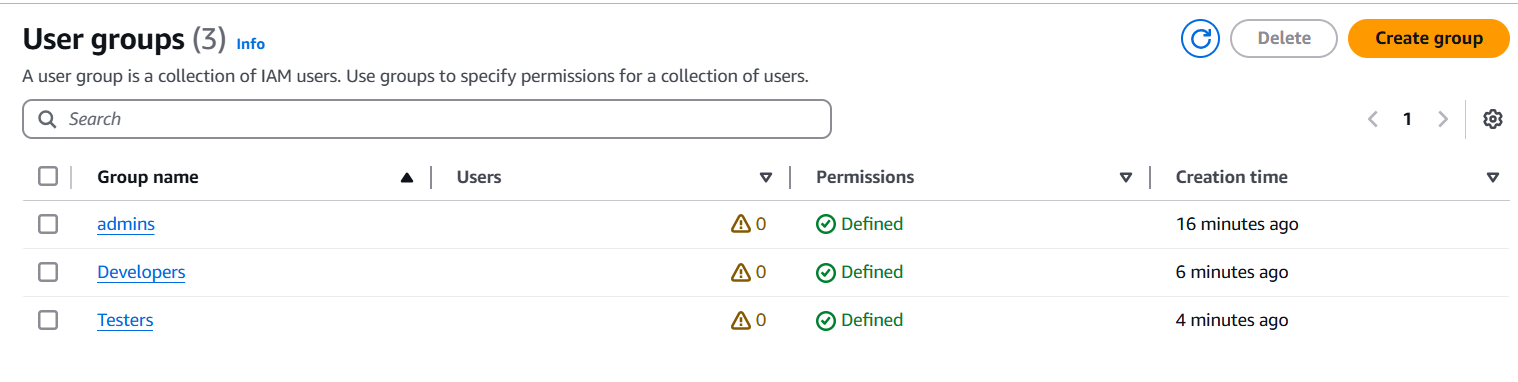 User groups (3) Info
Delete
Create group
A user group is a collection of IAM users. Use groups to specify permissions for a collection of users.
Search
1
Group name Users Permissions Creation time
admins 0 Defined 16 minutes ago
Developers 0 Defined 6 minutes ago
Testers 0 Defined 4 minutes ago